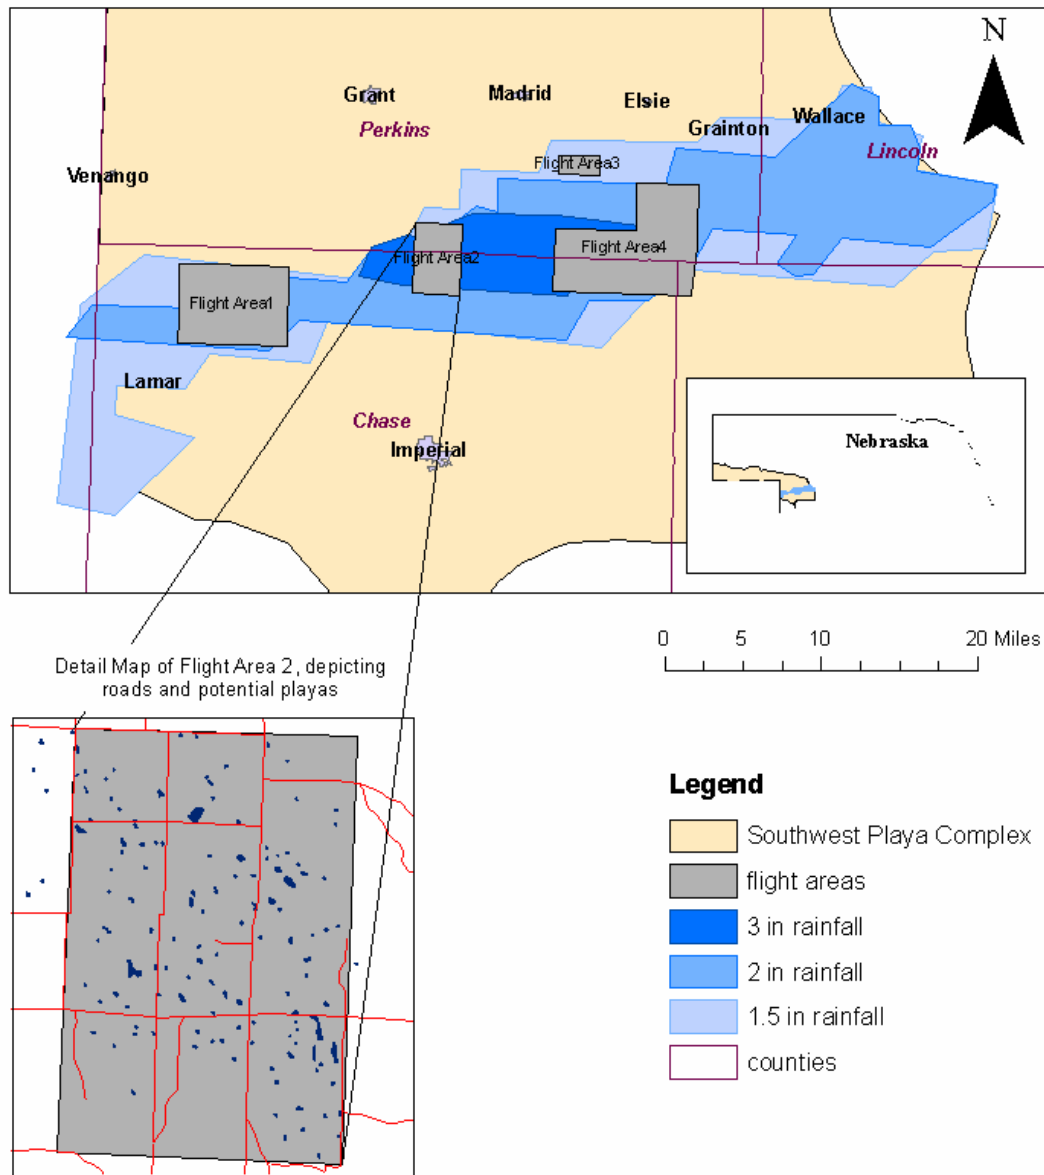 N
Grant
Madrid
Elsie
Wallace
Perkins
Grainton
Lincoln
Venango
Flight Area3
Flight Area4
Flight Area2
Flight Area1
Lamar
Chase
Imperial
Nebraska
0 5 10 20 Miles
Detail Map of Flight Area 2, depicting
roads and potential playas
Legend
Southwest Playa Complex
flight areas
3 in rainfall
2 in rainfall
1.5 in rainfall
counties